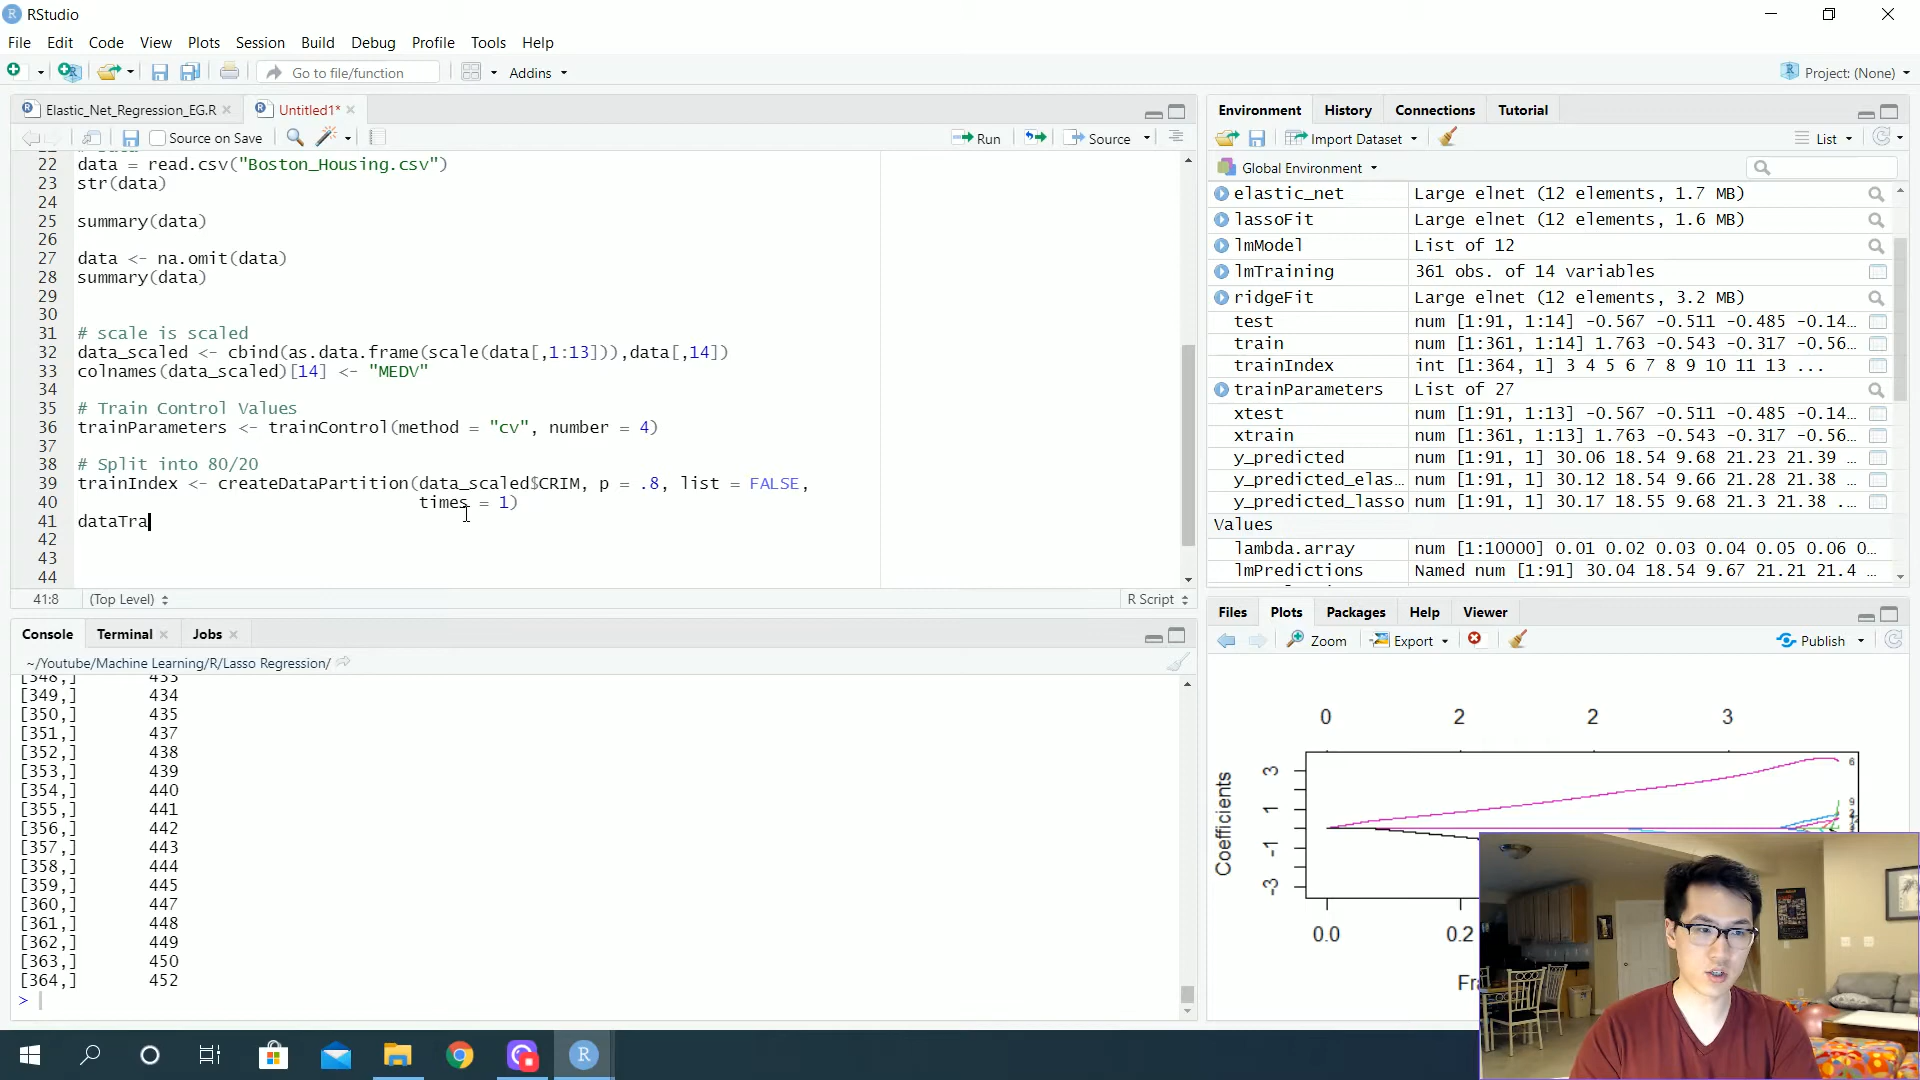 RStudio
File Edit Code View Plots Session Build Debug Profile Tools Help
Go to file/function Addins Project: (None)
Elastic_Net_Regression_EG.R Untitled1*
Source on Save Run Source
22 data = read.csv("Boston_Housing.csv")
23 str(data)
24
25 summary(data)
26
27 data <- na.omit(data)
28 summary(data)
29
30
31 # scale is scaled
32 data_scaled <- cbind(as.data.frame(scale(data[,1:13])),data[,14])
33 colnames(data_scaled)[14] <- "MEDV"
34
35 # Train Control Values
36 trainParameters <- trainControl(method = "cv", number = 4)
37
38 # Split into 80/20
39 trainIndex <- createDataPartition(data_scaled$CRIM, p = .8, list = FALSE,
40 times = 1)
41 dataTra
42
43
44
41:8 (Top Level) R Script
Console Terminal Jobs
~/Youtube/Machine Learning/R/Lasso Regression/
[348,] 433
[349,] 434
[350,] 435
[351,] 437
[352,] 438
[353,] 439
[354,] 440
[355,] 441
[356,] 442
[357,] 443
[358,] 444
[359,] 445
[360,] 447
[361,] 448
[362,] 449
[363,] 450
[364,] 452
>
Environment History Connections Tutorial
Import Dataset List
Global Environment
elastic_net Large elnet (12 elements, 1.7 MB)
lassoFit Large elnet (12 elements, 1.6 MB)
lmModel List of 12
lmTraining 361 obs. of 14 variables
ridgeFit Large elnet (12 elements, 3.2 MB)
test num [1:91, 1:14] -0.567 -0.511 -0.485 -0.14…
train num [1:361, 1:14] 1.763 -0.543 -0.317 -0.56…
trainIndex int [1:364, 1] 3 4 5 6 7 8 9 10 11 13 ...
trainParameters List of 27
xtest num [1:91, 1:13] -0.567 -0.511 -0.485 -0.14…
xtrain num [1:361, 1:13] 1.763 -0.543 -0.317 -0.56…
y_predicted num [1:91, 1] 30.06 18.54 9.68 21.23 21.39 …
y_predicted_elas… num [1:91, 1] 30.12 18.54 9.66 21.28 21.38 …
y_predicted_lasso num [1:91, 1] 30.17 18.55 9.68 21.3 21.38 ...
Values
lambda.array num [1:10000] 0.01 0.02 0.03 0.04 0.05 0.06 0…
lmPredictions Named num [1:91] 30.04 18.54 9.67 21.21 21.4 …
Files Plots Packages Help Viewer
Zoom Export Publish
0 2 2 3
Coefficients
3
1
-1
-3
6
9
0.0 0.2